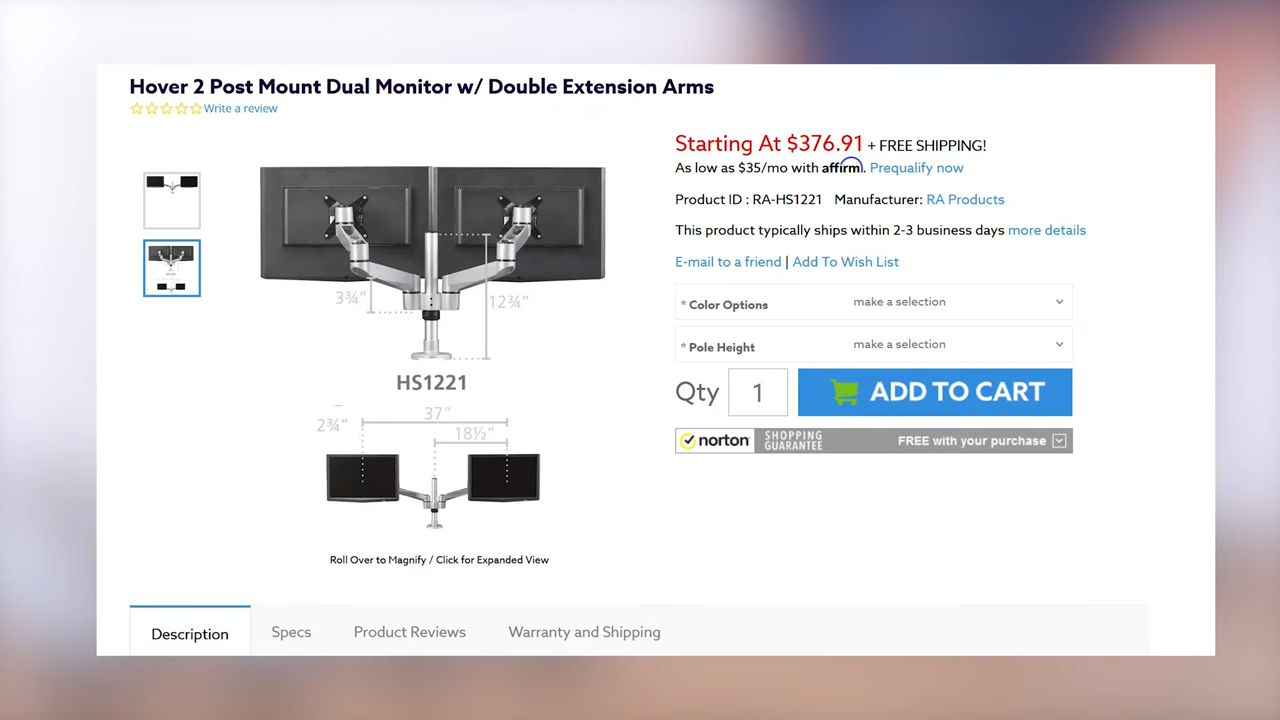 Hover 2 Post Mount Dual Monitor w/ Double Extension Arms
Write a review
Starting At $376.91 + FREE SHIPPING!
As low as $35/mo with affirm. Prequalify now
Product ID : RA-HS1221 Manufacturer: RA Products
This product typically ships within 2-3 business days more details
E-mail to a friend | Add To Wish List
* Color Options make a selection
* Pole Height make a selection
Qty 1 ADD TO CART
norton SHOPPING GUARANTEE FREE with your purchase
3¾"
12¾"
HS1221
37"
2¾"
18½"
Roll Over to Magnify / Click for Expanded View
Description Specs Product Reviews Warranty and Shipping